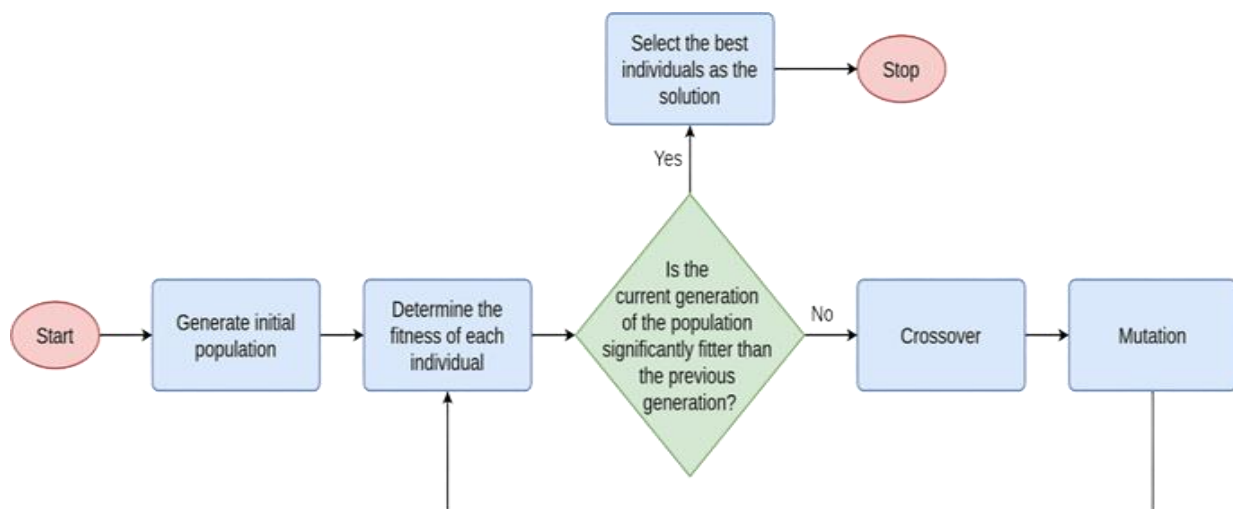 Start
Generate initial
population
Determine the
fitness of each
individual
Is the
current generation
of the population
significantly fitter than
the previous
generation?
Yes
Select the best
individuals as the
solution
Stop
No
Crossover
Mutation